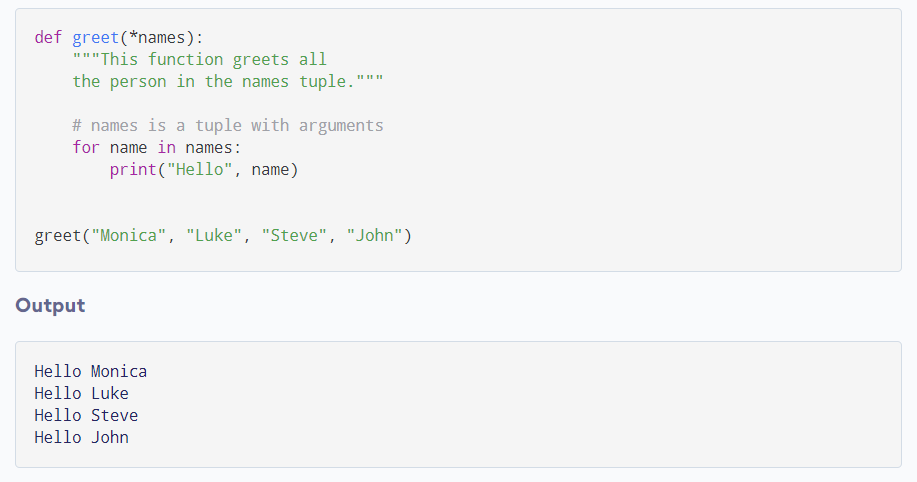 def greet(*names):
    """This function greets all
    the person in the names tuple."""

    # names is a tuple with arguments
    for name in names:
        print("Hello", name)


greet("Monica", "Luke", "Steve", "John")
Output
Hello Monica
Hello Luke
Hello Steve
Hello John